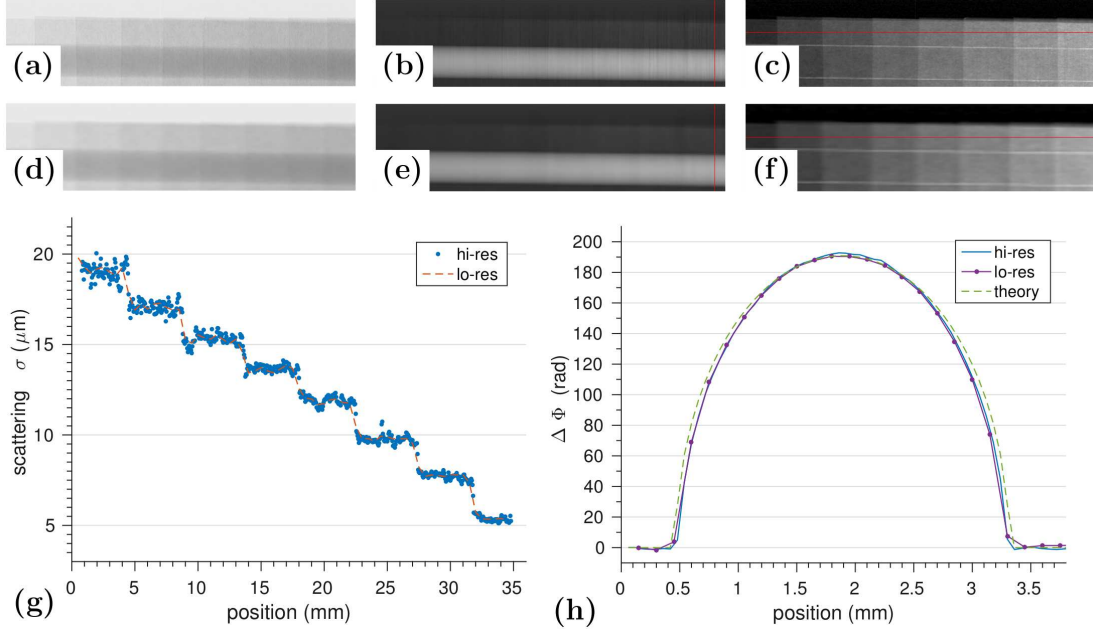 (a)
(b)
(c)
(d)
(e)
(f)
20
15
10
5
scattering σ (μm)
hi-res
lo-res
0 5 10 15 20 25 30 35
position (mm)
(g)
200
180
160
140
120
100
80
60
40
20
0
Δ Φ (rad)
hi-res
lo-res
theory
0 0.5 1 1.5 2 2.5 3 3.5
position (mm)
(h)